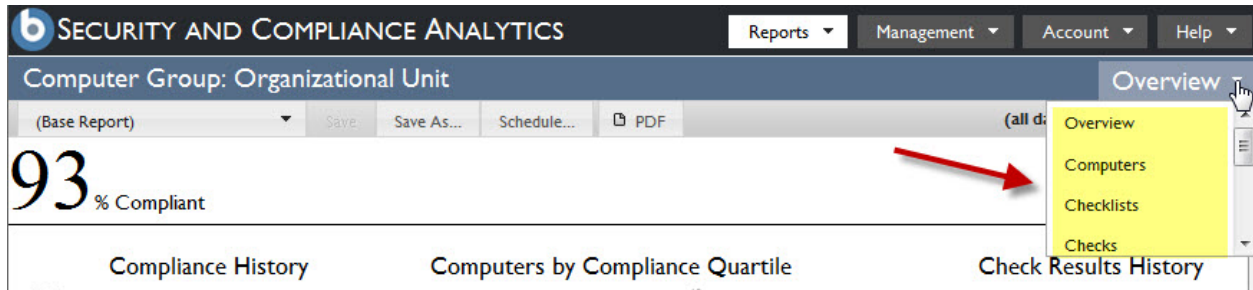 b SECURITY AND COMPLIANCE ANALYTICS Reports Management Account Help
Computer Group: Organizational Unit Overview
(Base Report) Save Save As... Schedule... PDF (all
Overview
Computers
Checklists
Checks
93 % Compliant
Compliance History Computers by Compliance Quartile Check Results History